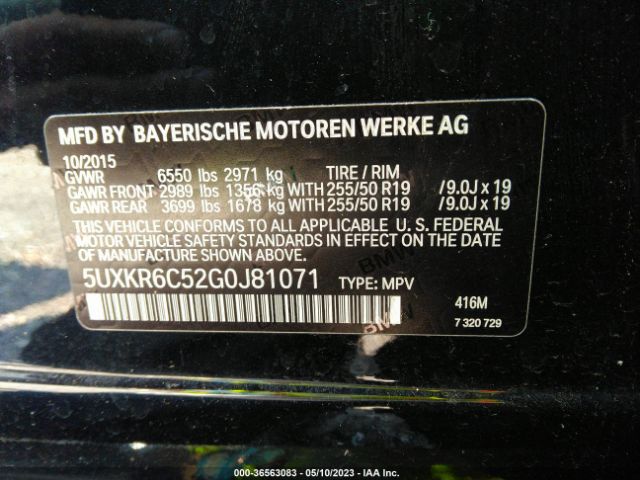 MFD BY BAYERISCHE MOTOREN WERKE AG
10/2015
GVWR 6550 lbs 2971 kg TIRE / RIM
GAWR FRONT 2989 lbs 1356 kg WITH 255/50 R19 /9.0J x 19
GAWR REAR 3699 lbs 1678 kg WITH 255/50 R19 /9.0J x 19
THIS VEHICLE CONFORMS TO ALL APPLICABLE U. S. FEDERAL
MOTOR VEHICLE SAFETY STANDARDS IN EFFECT ON THE DATE
OF MANUFACTURE SHOWN ABOVE.
5UXKR6C52G0J81071 TYPE: MPV
416M
7 320 729
000-36563083 - 05/10/2023 - IAA Inc.